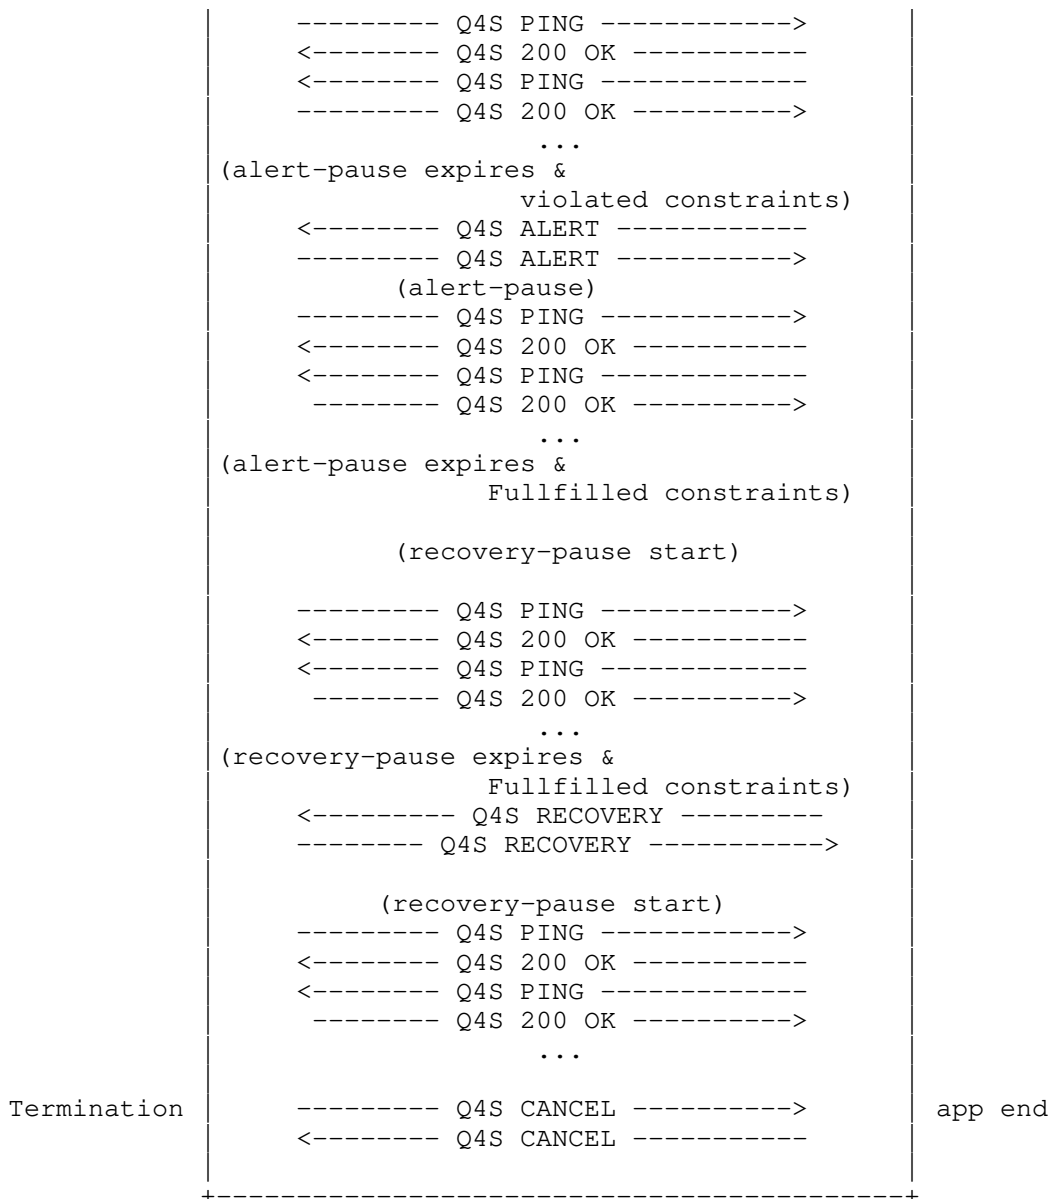 --------- Q4S PING ------------>
<-------- Q4S 200 OK -----------
<-------- Q4S PING -------------
--------- Q4S 200 OK ---------->
...
(alert-pause expires &
violated constraints)
<-------- Q4S ALERT ------------
--------- Q4S ALERT ----------->
(alert-pause)
--------- Q4S PING ------------>
<-------- Q4S 200 OK -----------
<-------- Q4S PING -------------
-------- Q4S 200 OK ---------->
...
(alert-pause expires &
Fullfilled constraints)
(recovery-pause start)
--------- Q4S PING ------------>
<-------- Q4S 200 OK -----------
<-------- Q4S PING -------------
-------- Q4S 200 OK ---------->
...
(recovery-pause expires &
Fullfilled constraints)
<--------- Q4S RECOVERY ---------
-------- Q4S RECOVERY ----------->
(recovery-pause start)
--------- Q4S PING ------------>
<-------- Q4S 200 OK -----------
<-------- Q4S PING -------------
-------- Q4S 200 OK ---------->
...
Termination --------- Q4S CANCEL ----------> app end
<-------- Q4S CANCEL -----------